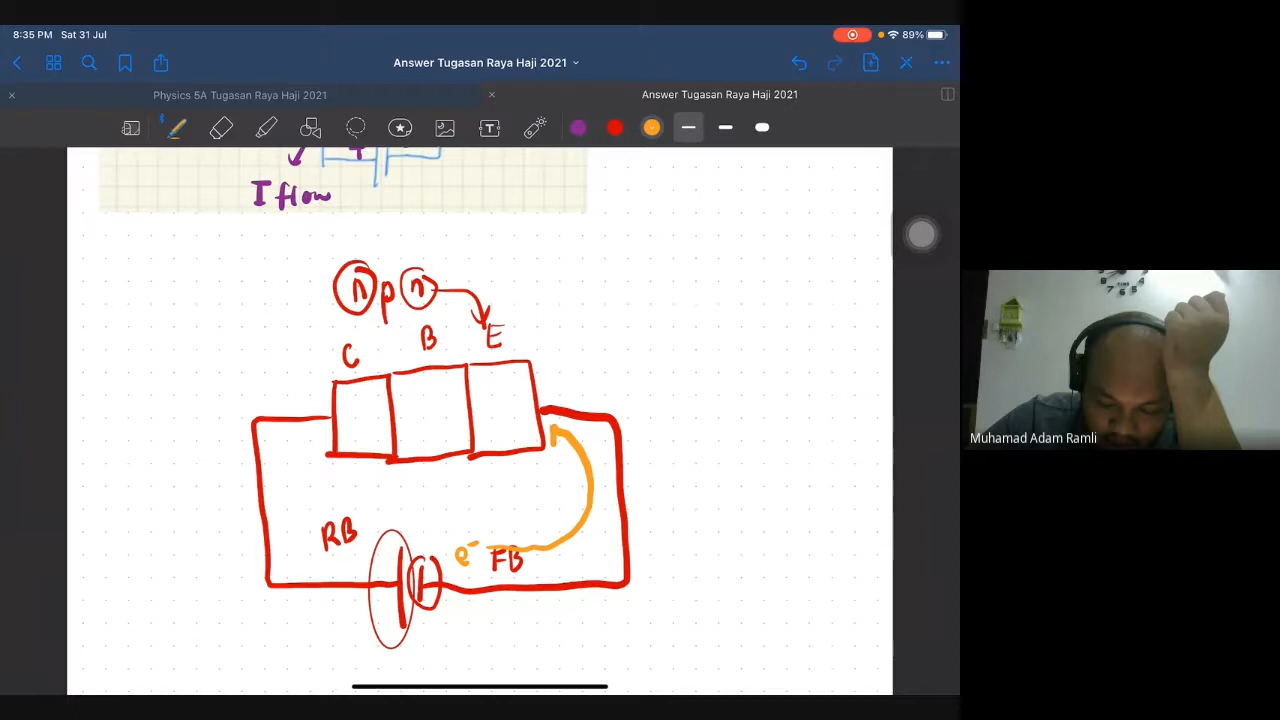 8:35 PM Sat 31 Jul
89%
Answer Tugasan Raya Haji 2021
Physics 5A Tugasan Raya Haji 2021
Answer Tugasan Raya Haji 2021
I flow
n p n
C B E
RB e⁻ FB
Muhamad Adam Ramli